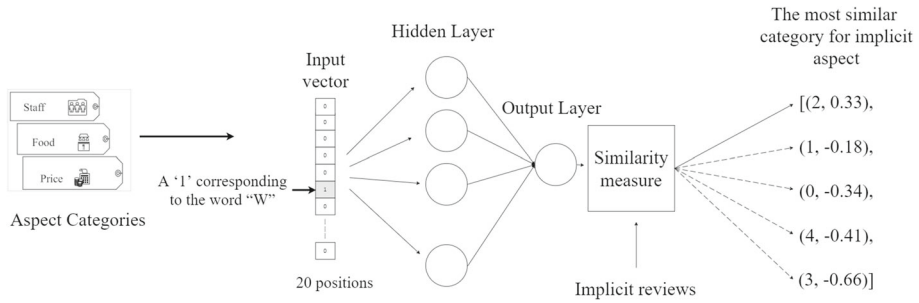 Staff
Food
Price
Aspect Categories
Input
vector
0
0
0
0
A ‘1’ corresponding
to the word “W”
1
0
0
20 positions
Hidden Layer
Output Layer
Similarity
measure
Implicit reviews
The most similar
category for implicit
aspect
[(2, 0.33),
(1, -0.18),
(0, -0.34),
(4, -0.41),
(3, -0.66)]